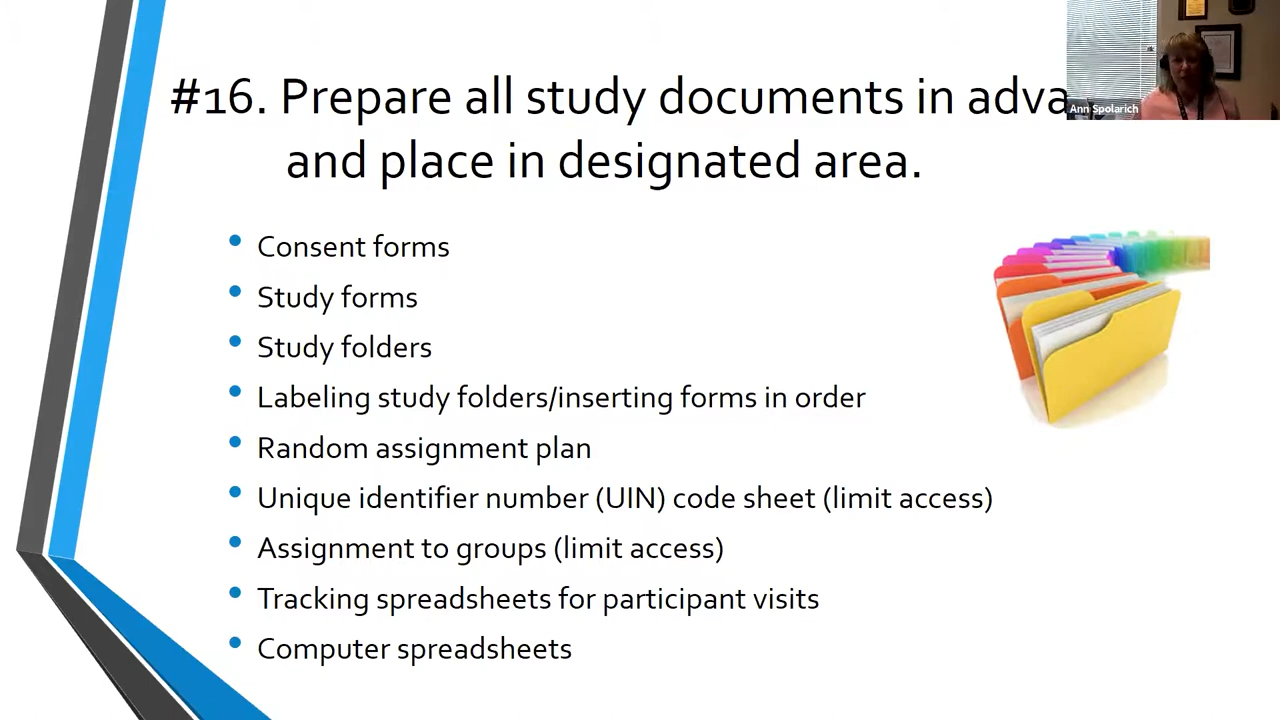 #16. Prepare all study documents in adva
and place in designated area.
Ann Spolarich
• Consent forms
• Study forms
• Study folders
• Labeling study folders/inserting forms in order
• Random assignment plan
• Unique identifier number (UIN) code sheet (limit access)
• Assignment to groups (limit access)
• Tracking spreadsheets for participant visits
• Computer spreadsheets